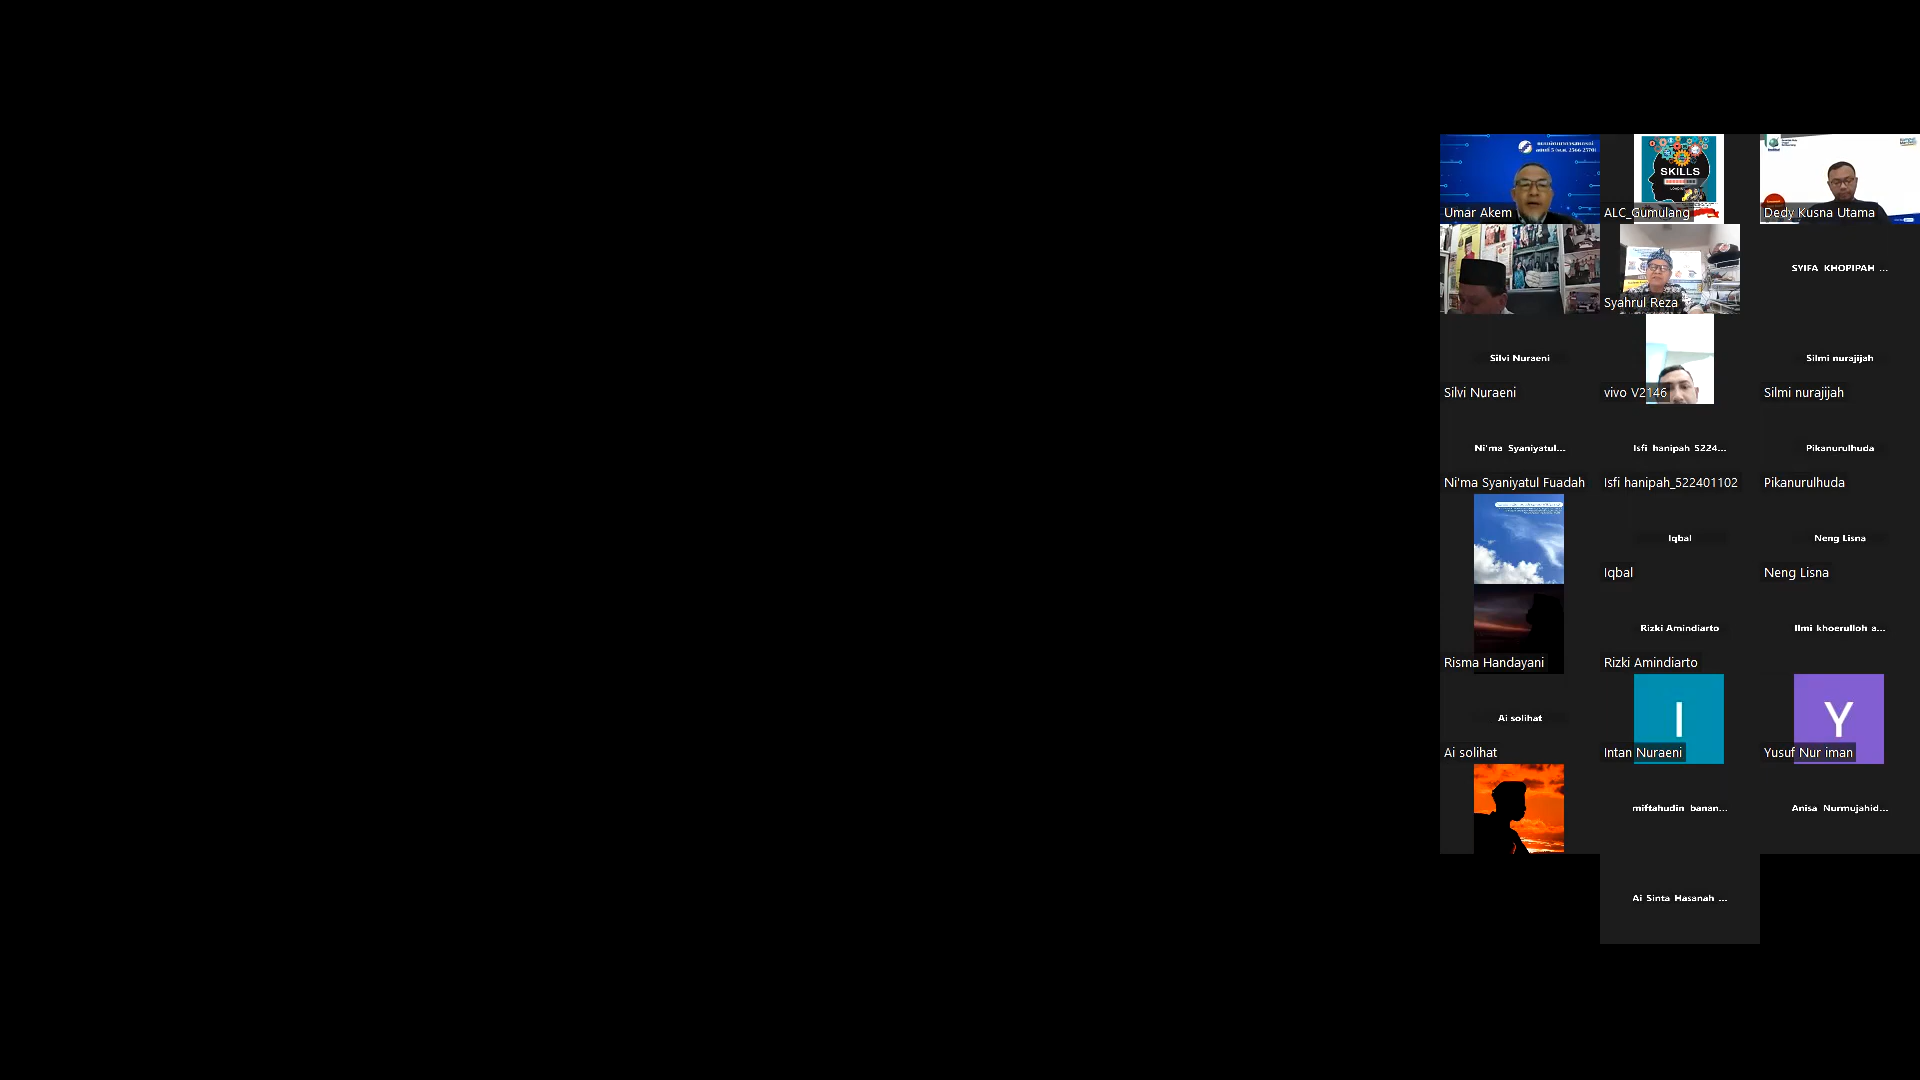 Umar Akem
SKILLS
ALC_Gumulang
Dedy Kusna Utama
Syahrul Reza
SYIFA KHOPIPAH ...
Silvi Nuraeni
Silvi Nuraeni
vivo V2146
Silmi nurajijah
Silmi nurajijah
Ni'ma Syaniyatul...
Ni'ma Syaniyatul Fuadah
Isfi hanipah 5224...
Isfi hanipah_522401102
Pikanurulhuda
Pikanurulhuda
Iqbal
Iqbal
Neng Lisna
Neng Lisna
Risma Handayani
Rizki Amindiarto
Rizki Amindiarto
Ilmi khoerulloh a...
Ai solihat
Ai solihat
I
Intan Nuraeni
Y
Yusuf Nur iman
miftahudin banan...
Anisa Nurmujahid...
Ai Sinta Hasanah ...